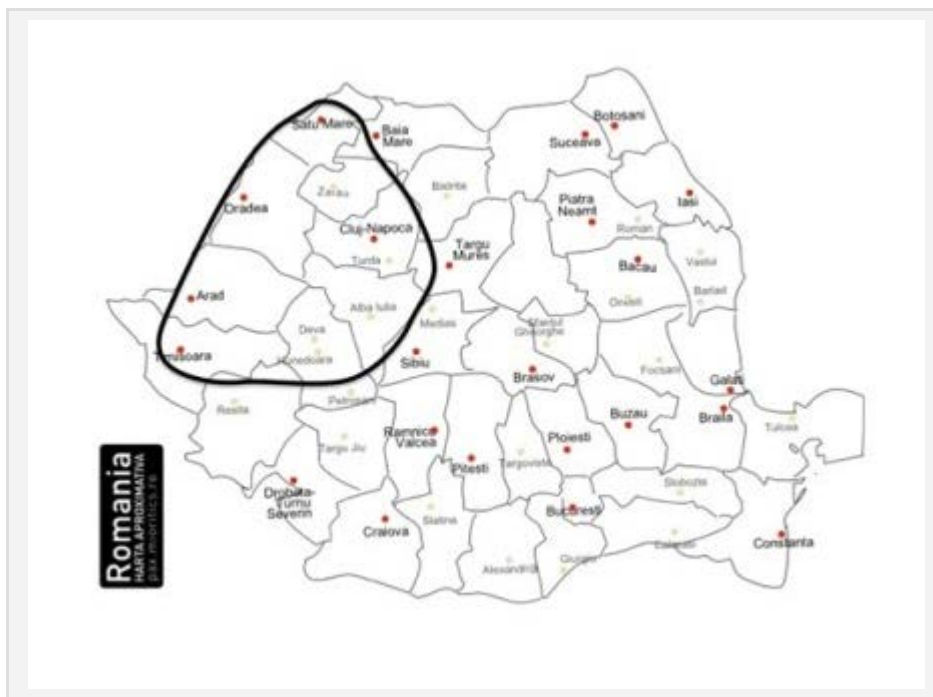 Botosani
Satu Mare
Baia
Mare
Suceava
Zalau
Bistrita
Iasi
Oradea
Piatra
Neamt
Roman
Cluj-Napoca
Targu
Mures
Turda
Vaslui
Bacau
Barlad
Arad
Onesti
Alba Iulia
Medias
Sfantul
Gheorghe
Deva
Timisoara
Hunedoara
Sibiu
Focsani
Brasov
Galati
Petrosani
Resita
Braila
Buzau
Tulcea
Ramnicu
Valcea
Ploiesti
Targu Jiu
Pitesti
Targoviste
Drobeta-
Turnu
Severin
Slobozia
Slatina
Bucuresti
Craiova
Calarasi
Constanta
Giurgiu
Alexandria
Romania
HARTA APROXIMATIVA
pax mioritica.ro